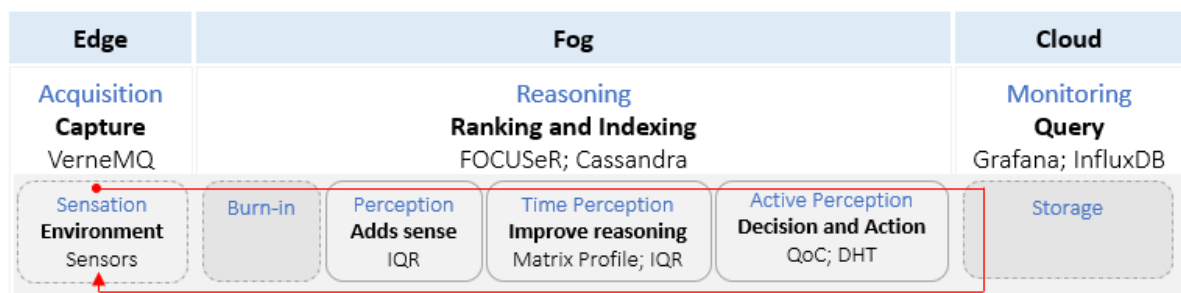 Edge
Fog
Cloud
Acquisition
Capture
VerneMQ
Reasoning
Ranking and Indexing
FOCUSeR; Cassandra
Monitoring
Query
Grafana; InfluxDB
Sensation
Environment
Sensors
Burn-in
Perception
Adds sense
IQR
Time Perception
Improve reasoning
Matrix Profile; IQR
Active Perception
Decision and Action
QoC; DHT
Storage